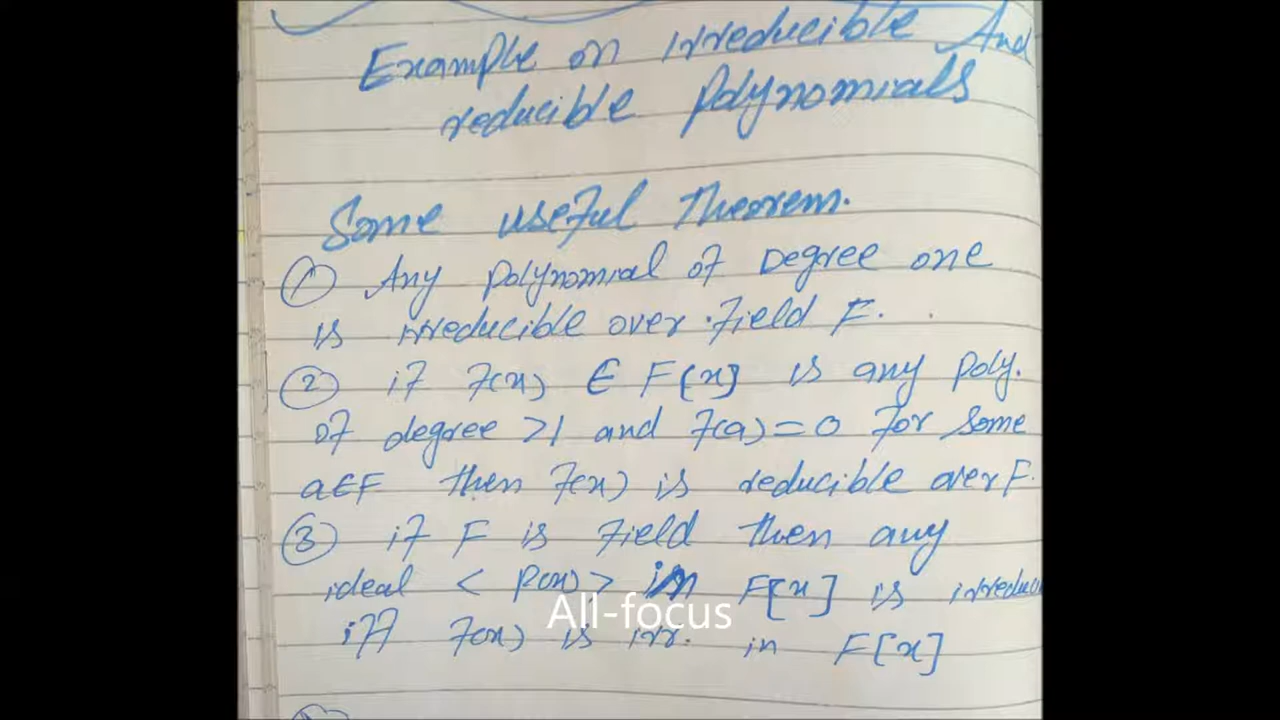 Example on irreducible And
reducible Polynomials
Some useful Theorem.
① Any Polynomial of Degree one
is irreducible over field F.
② if f(x) ∈ F[x] is any Poly.
of degree >1 and f(a) = 0 for some
a∈F then f(x) is reducible over F.
③ if F is field then any
ideal < P(x) > in F[x] is irreduc
iff f(x) is irr. in F[x]
All-focus